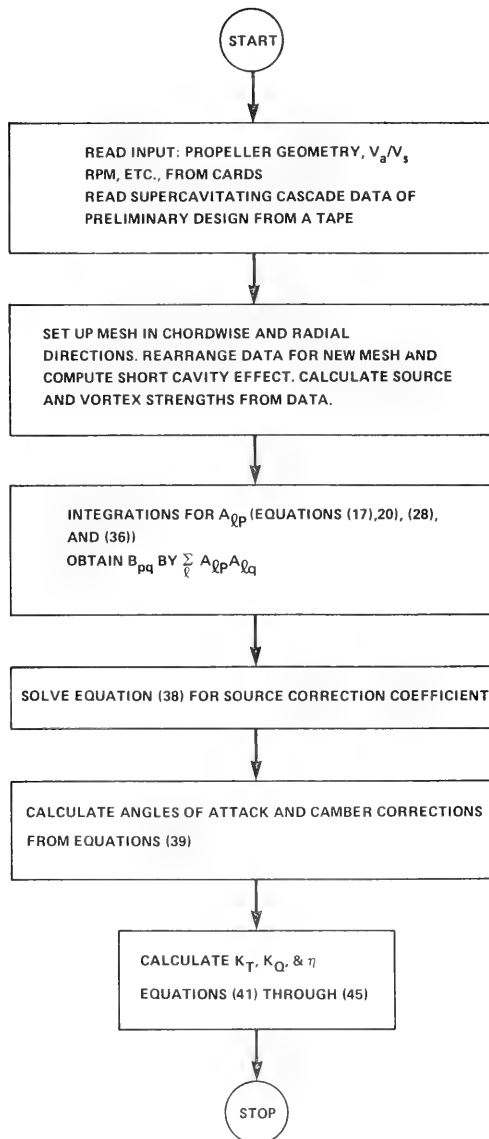 START
READ INPUT: PROPELLER GEOMETRY, Va/Vs
RPM, ETC., FROM CARDS
READ SUPERCAVITATING CASCADE DATA OF
PRELIMINARY DESIGN FROM A TAPE
SET UP MESH IN CHORDWISE AND RADIAL
DIRECTIONS. REARRANGE DATA FOR NEW MESH AND
COMPUTE SHORT CAVITY EFFECT. CALCULATE SOURCE
AND VORTEX STRENGTHS FROM DATA.
INTEGRATIONS FOR AℓP (EQUATIONS (17),20), (28),
AND (36))
OBTAIN Bpq BY Σℓ AℓP Aℓq
SOLVE EQUATION (38) FOR SOURCE CORRECTION COEFFICIENT
CALCULATE ANGLES OF ATTACK AND CAMBER CORRECTIONS
FROM EQUATIONS (39)
CALCULATE KT, KQ, & η
EQUATIONS (41) THROUGH (45)
STOP